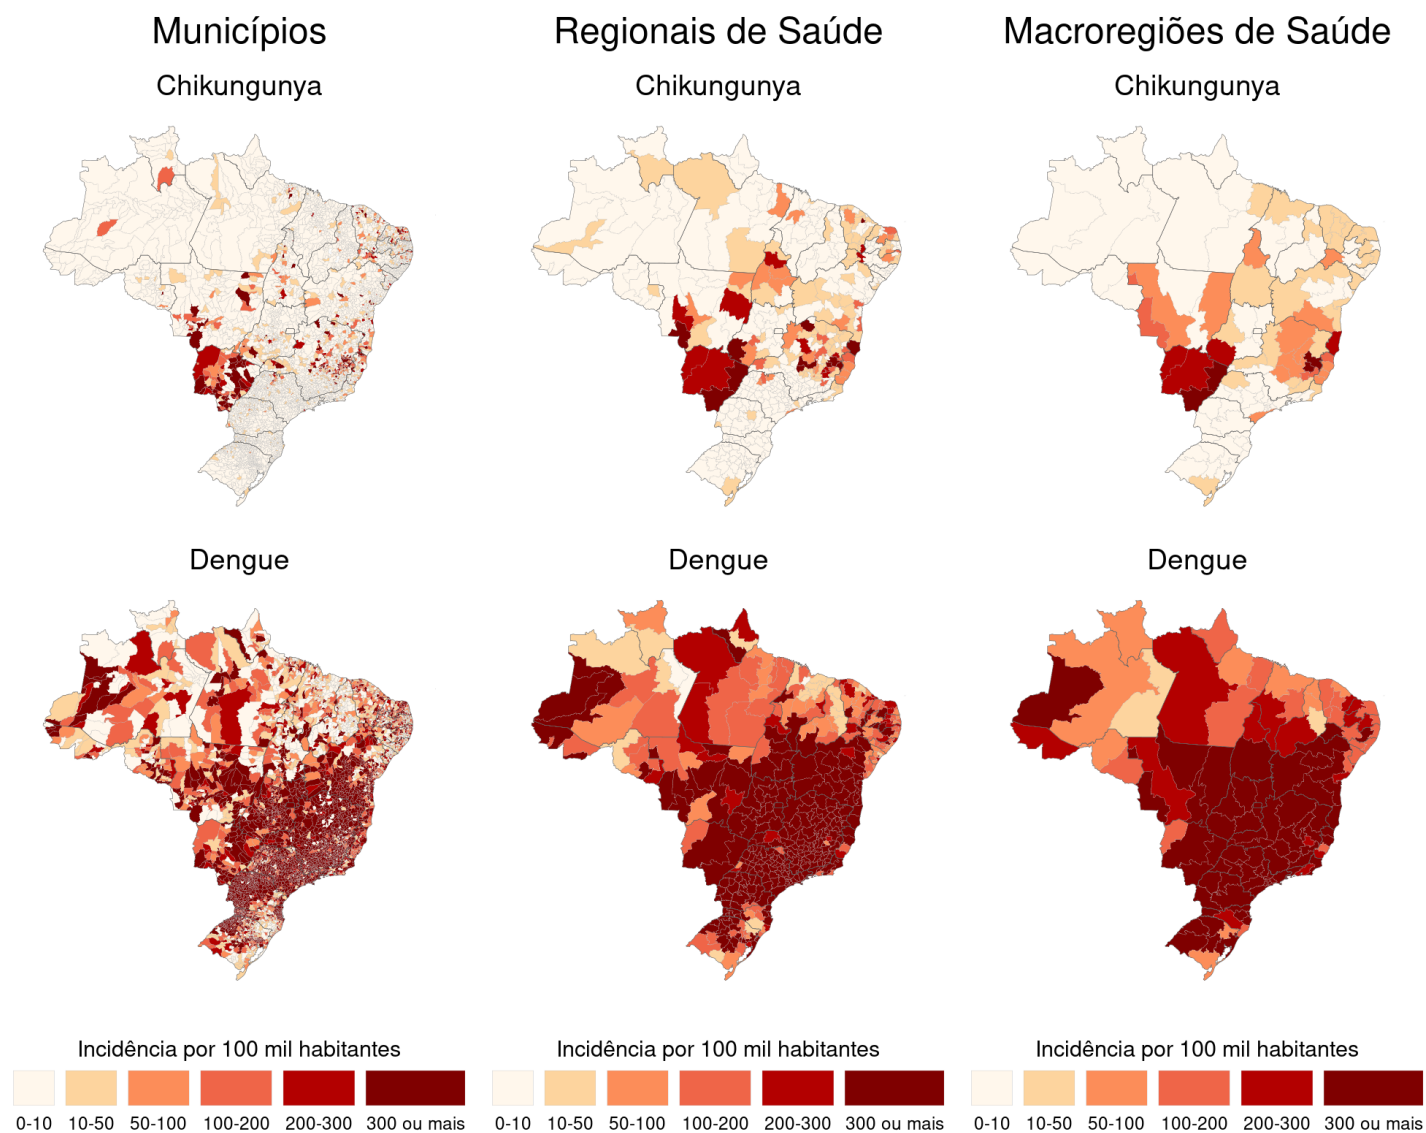 Municípios
Regionais de Saúde
Macroregiões de Saúde
Chikungunya
Chikungunya
Chikungunya
Dengue
Dengue
Dengue
Incidência por 100 mil habitantes
Incidência por 100 mil habitantes
Incidência por 100 mil habitantes
0-10 10-50 50-100 100-200 200-300 300 ou mais
0-10 10-50 50-100 100-200 200-300 300 ou mais
0-10 10-50 50-100 100-200 200-300 300 ou mais